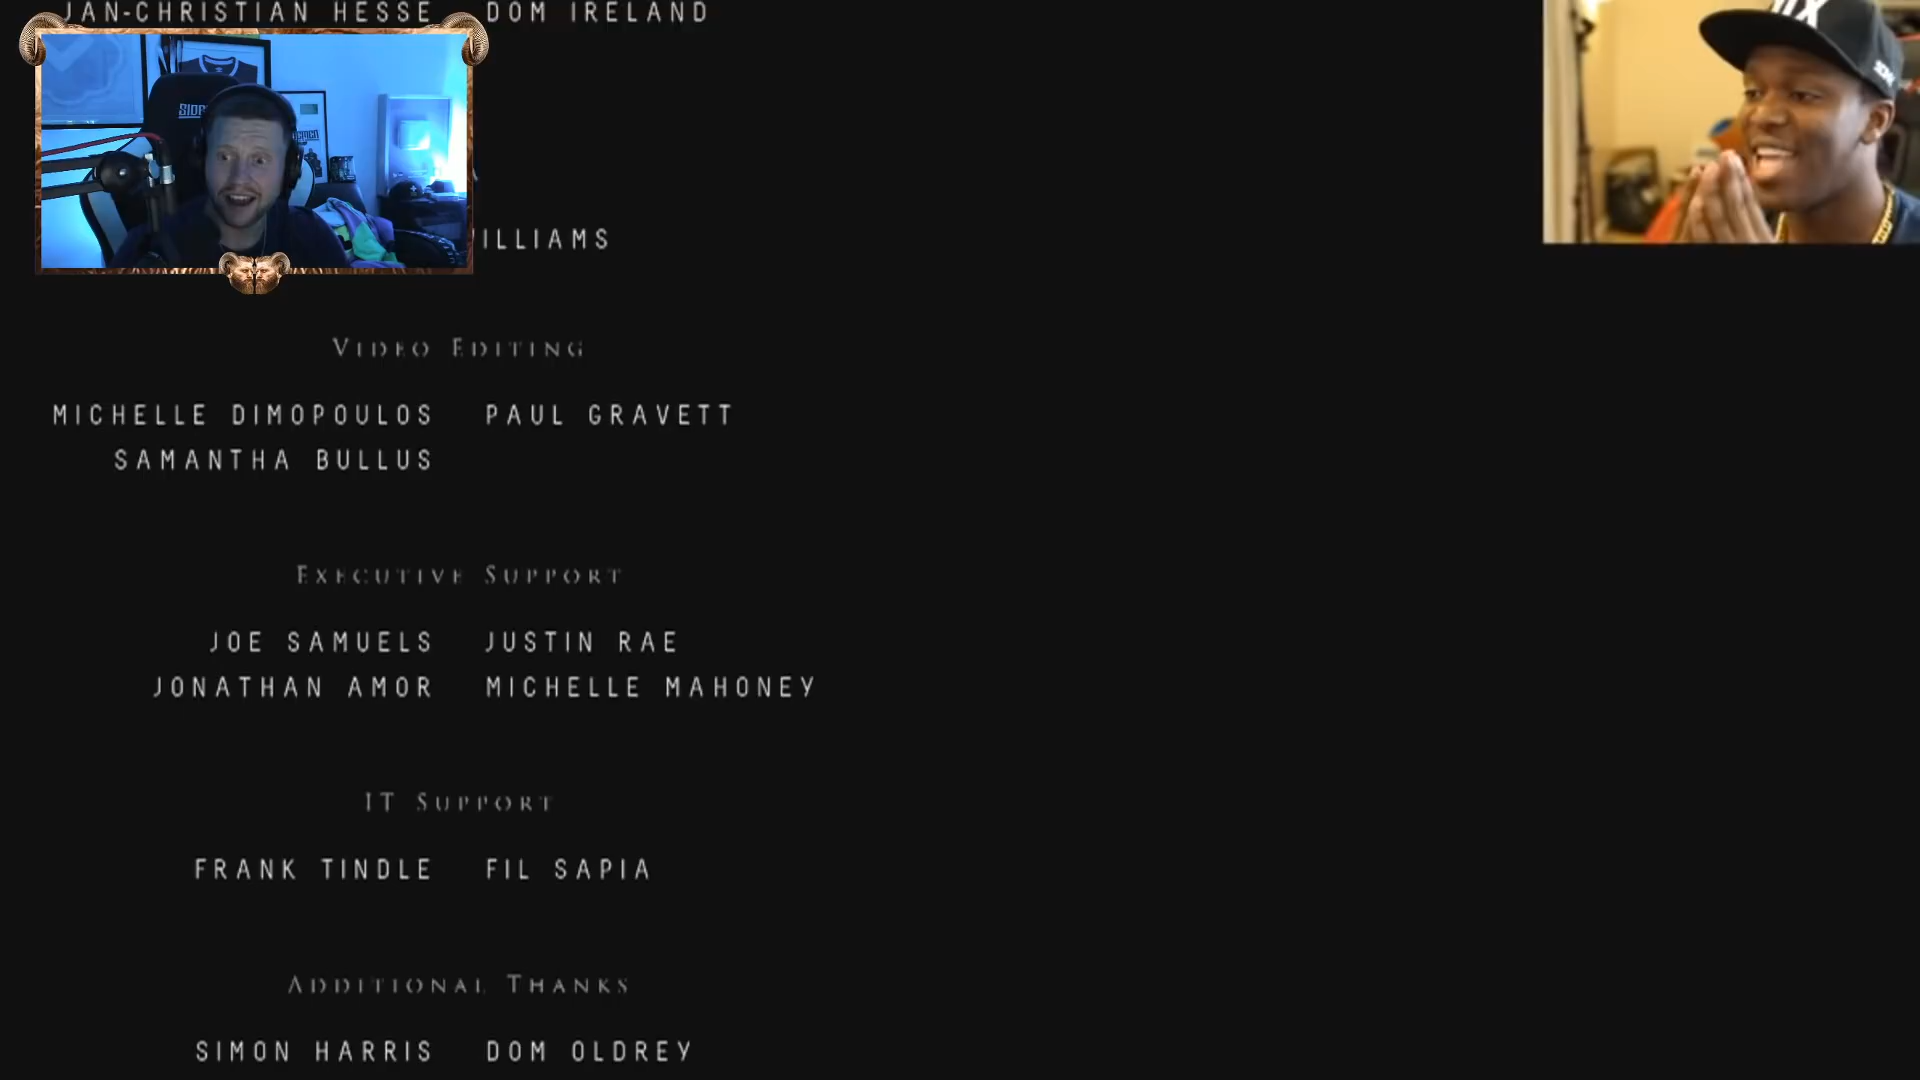 JAN-CHRISTIAN HESSE DOM IRELAND
ILLIAMS
VIDEO EDITING
MICHELLE DIMOPOULOS PAUL GRAVETT
SAMANTHA BULLUS
EXECUTIVE SUPPORT
JOE SAMUELS JUSTIN RAE
JONATHAN AMOR MICHELLE MAHONEY
IT SUPPORT
FRANK TINDLE FIL SAPIA
ADDITIONAL THANKS
SIMON HARRIS DOM OLDREY